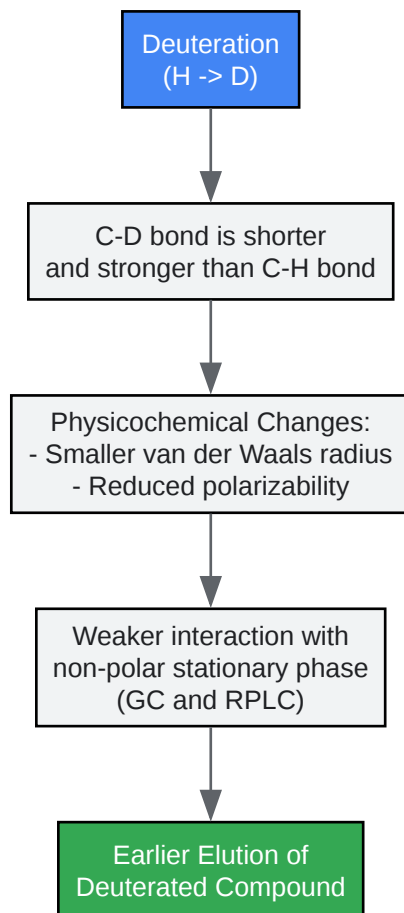 Deuteration
(H -> D)
C-D bond is shorter
and stronger than C-H bond
Physicochemical Changes:
- Smaller van der Waals radius
- Reduced polarizability
Weaker interaction with
non-polar stationary phase
(GC and RPLC)
Earlier Elution of
Deuterated Compound